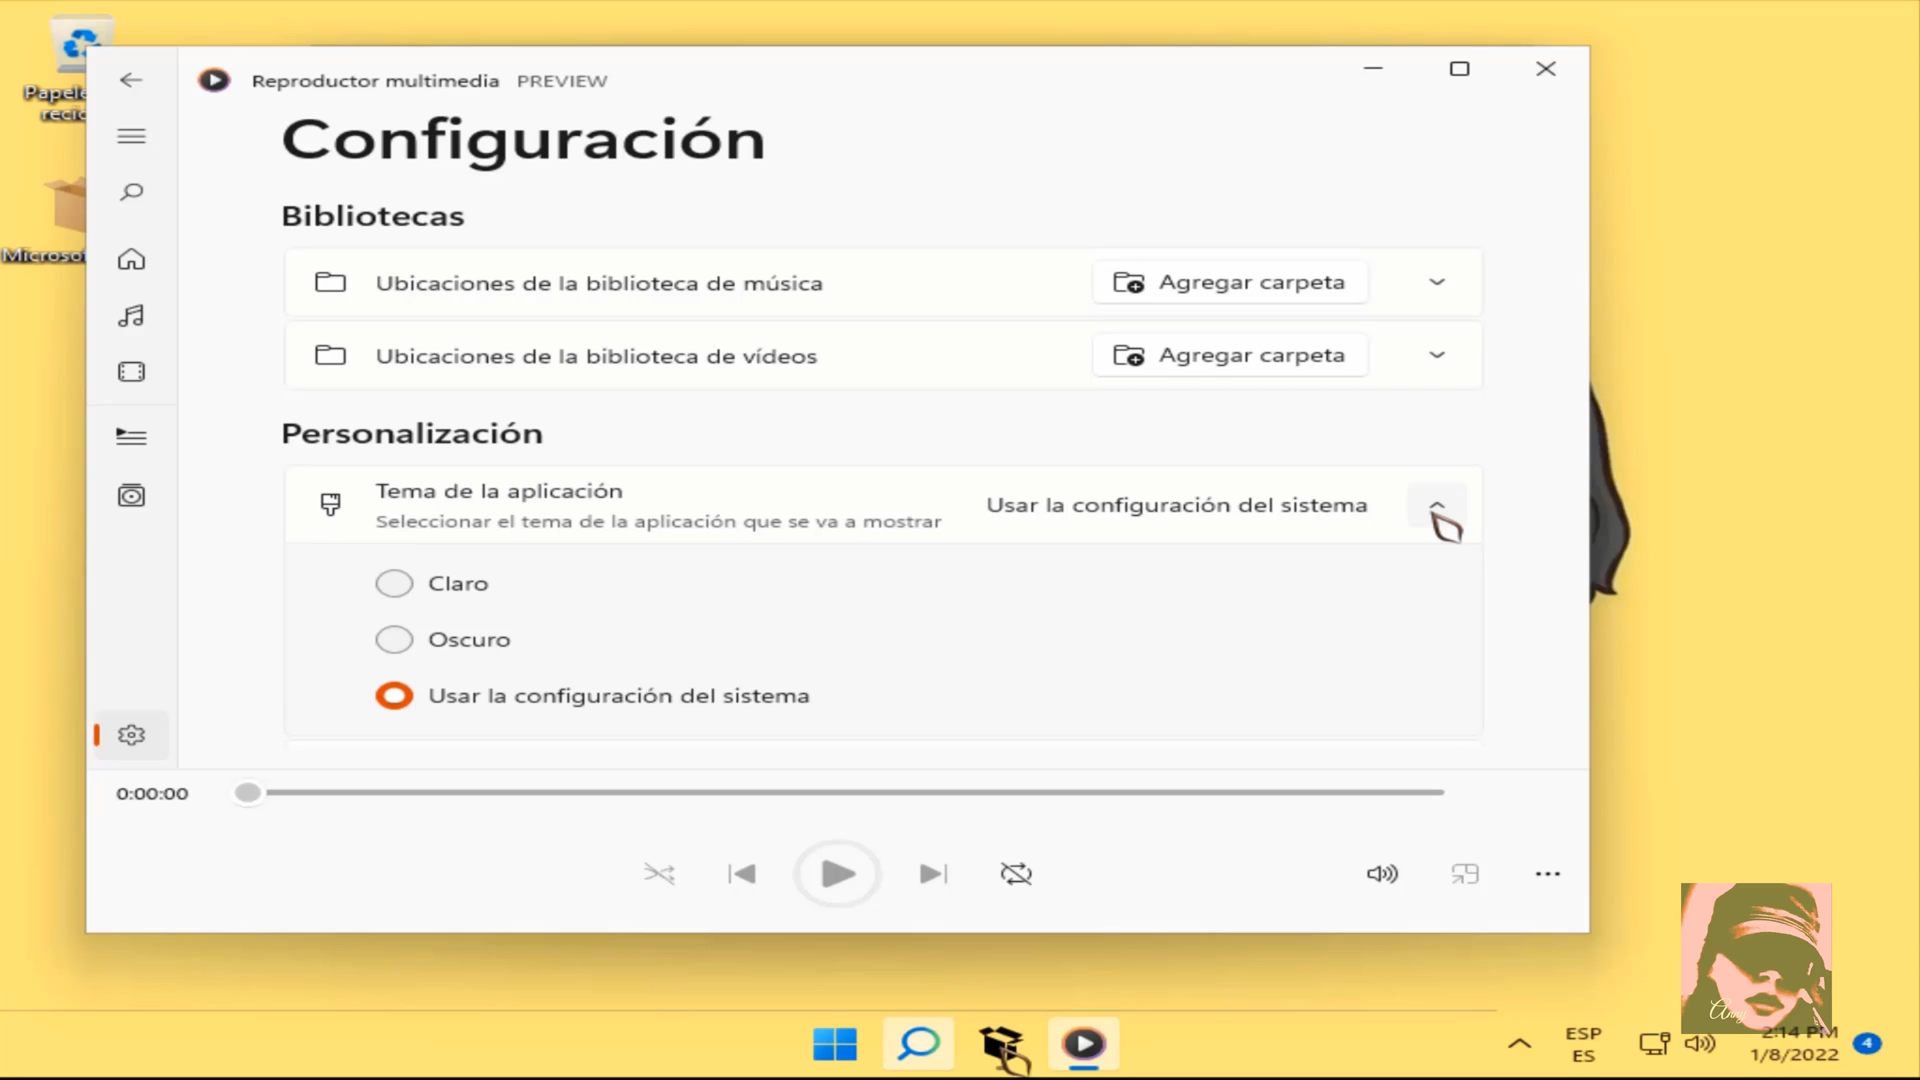 Reproductor multimedia PREVIEW
Configuración
Bibliotecas
Ubicaciones de la biblioteca de música
Agregar carpeta
Ubicaciones de la biblioteca de vídeos
Agregar carpeta
Personalización
Tema de la aplicación
Seleccionar el tema de la aplicación que se va a mostrar
Usar la configuración del sistema
Claro
Oscuro
Usar la configuración del sistema
0:00:00
ESP
ES
2:14 PM
1/8/2022
4